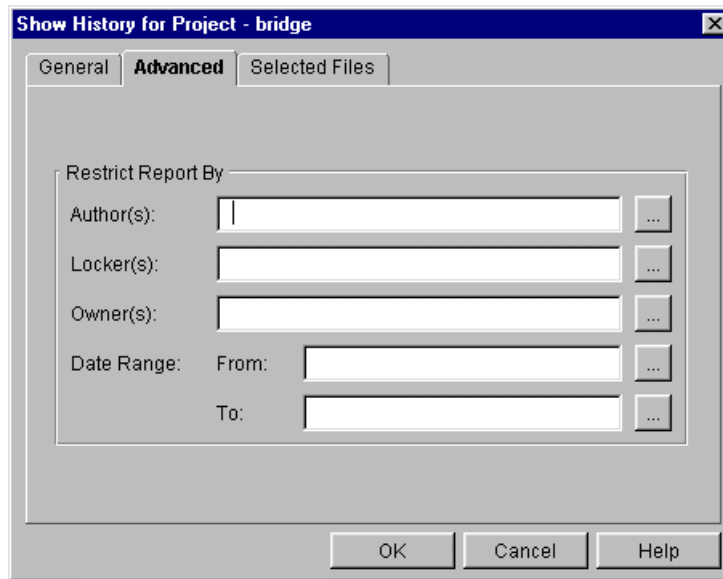 Show History for Project - bridge
General Advanced Selected Files
Restrict Report By
Author(s): ...
Locker(s): ...
Owner(s): ...
Date Range: From: ...
To: ...
OK Cancel Help